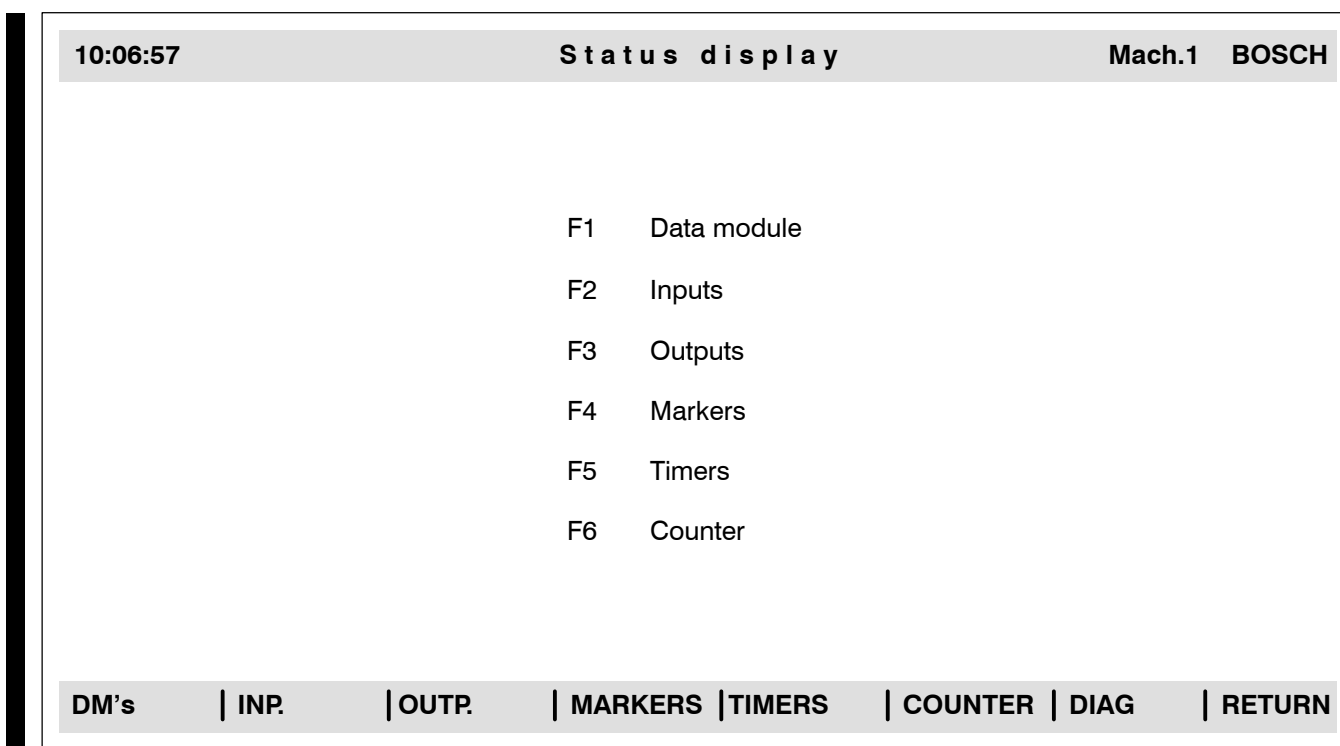 10:06:57 Status display Mach.1 BOSCH
F1 Data module
F2 Inputs
F3 Outputs
F4 Markers
F5 Timers
F6 Counter
DM’s | INP. | OUTP. | MARKERS | TIMERS | COUNTER | DIAG | RETURN